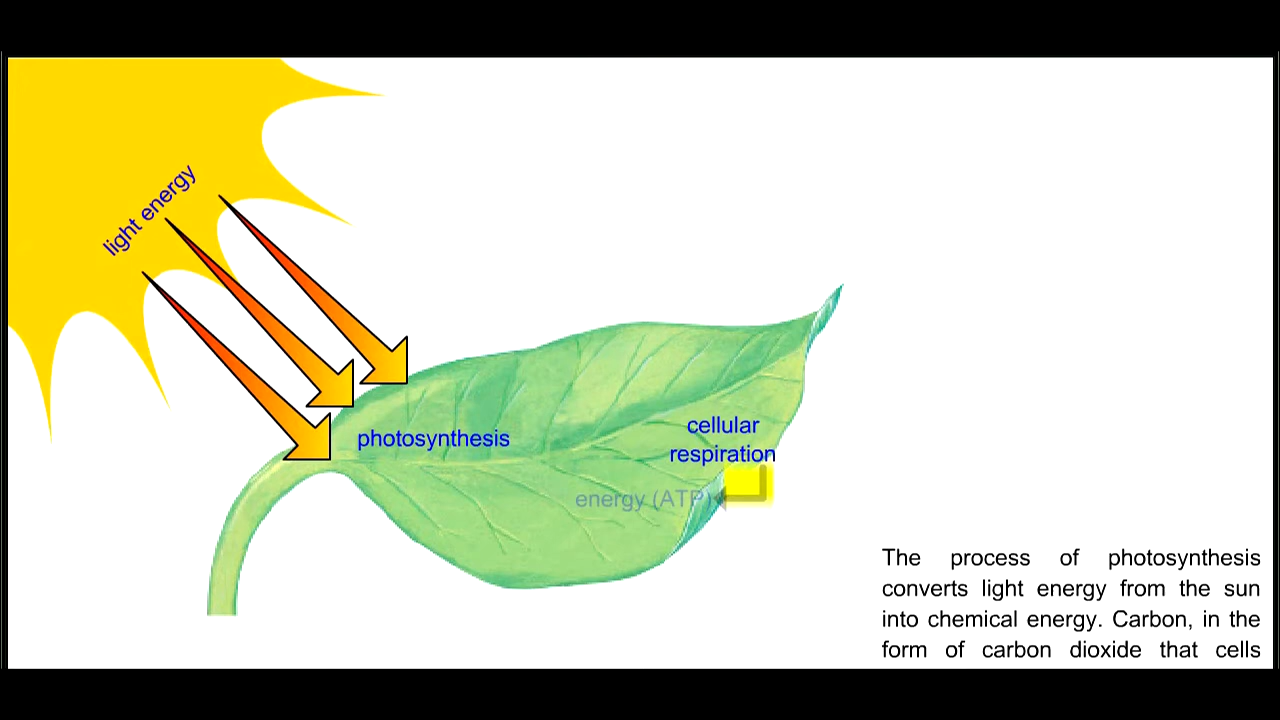 light energy
photosynthesis
cellular
respiration
energy (ATP)
The process of photosynthesis
converts light energy from the sun
into chemical energy. Carbon, in the
form of carbon dioxide that cells